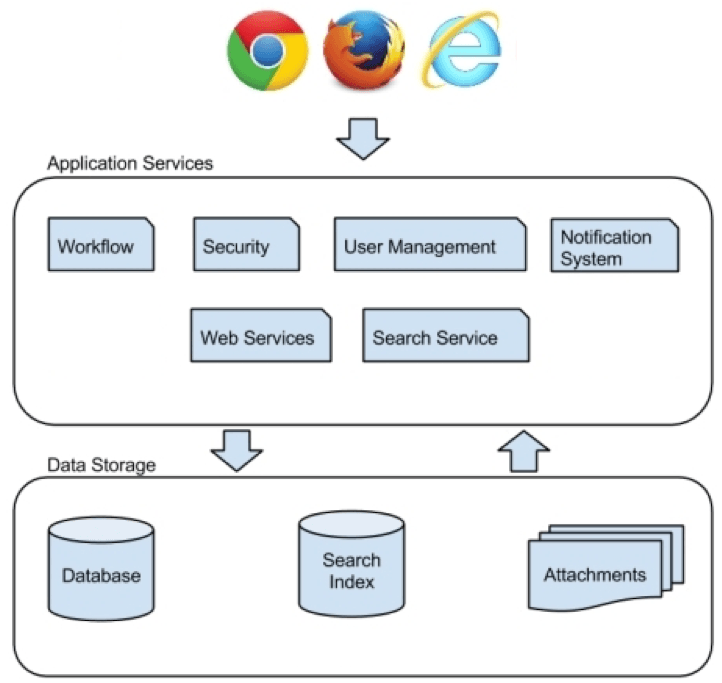 Application Services
Workflow
Security
User Management
Notification
System
Web Services
Search Service
Data Storage
Database
Search
Index
Attachments